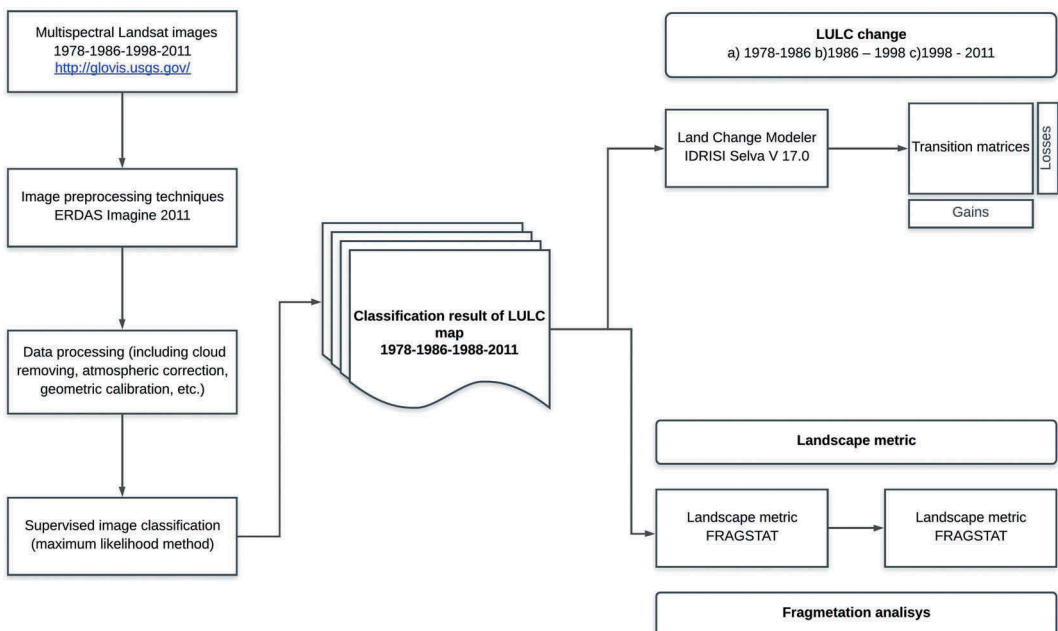 Multispectral Landsat images
1978-1986-1998-2011
http://glovis.usgs.gov/
Image preprocessing techniques
ERDAS Imagine 2011
Data processing (including cloud
removing, atmospheric correction,
geometric calibration, etc.)
Supervised image classification
(maximum likelihood method)
Classification result of LULC
map
1978-1986-1988-2011
LULC change
a) 1978-1986 b)1986 – 1998 c)1998 - 2011
Land Change Modeler
IDRISI Selva V 17.0
Transition matrices
Losses
Gains
Landscape metric
Landscape metric
FRAGSTAT
Landscape metric
FRAGSTAT
Fragmetation analisys